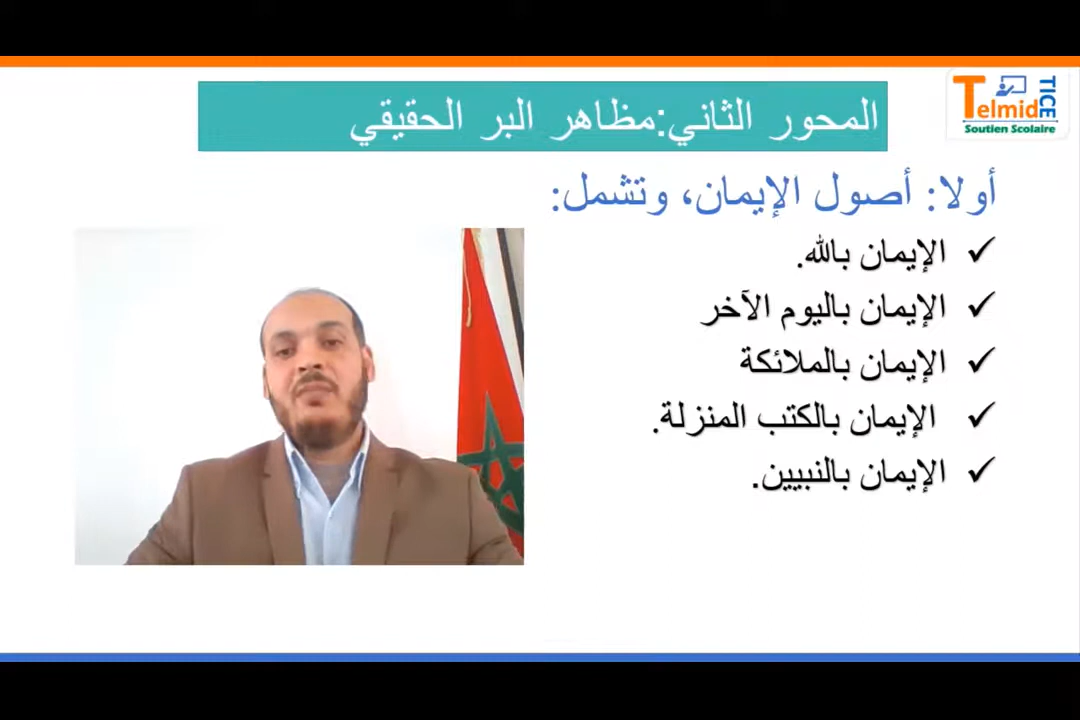 المحور الثاني:مظاهر البر الحقيقي
Telmid TICE
Soutien Scolaire
أولا: أصول الإيمان، وتشمل:
✓ الإيمان بالله.
✓ الإيمان باليوم الآخر
✓ الإيمان بالملائكة
✓ الإيمان بالكتب المنزلة.
✓ الإيمان بالنبيين.